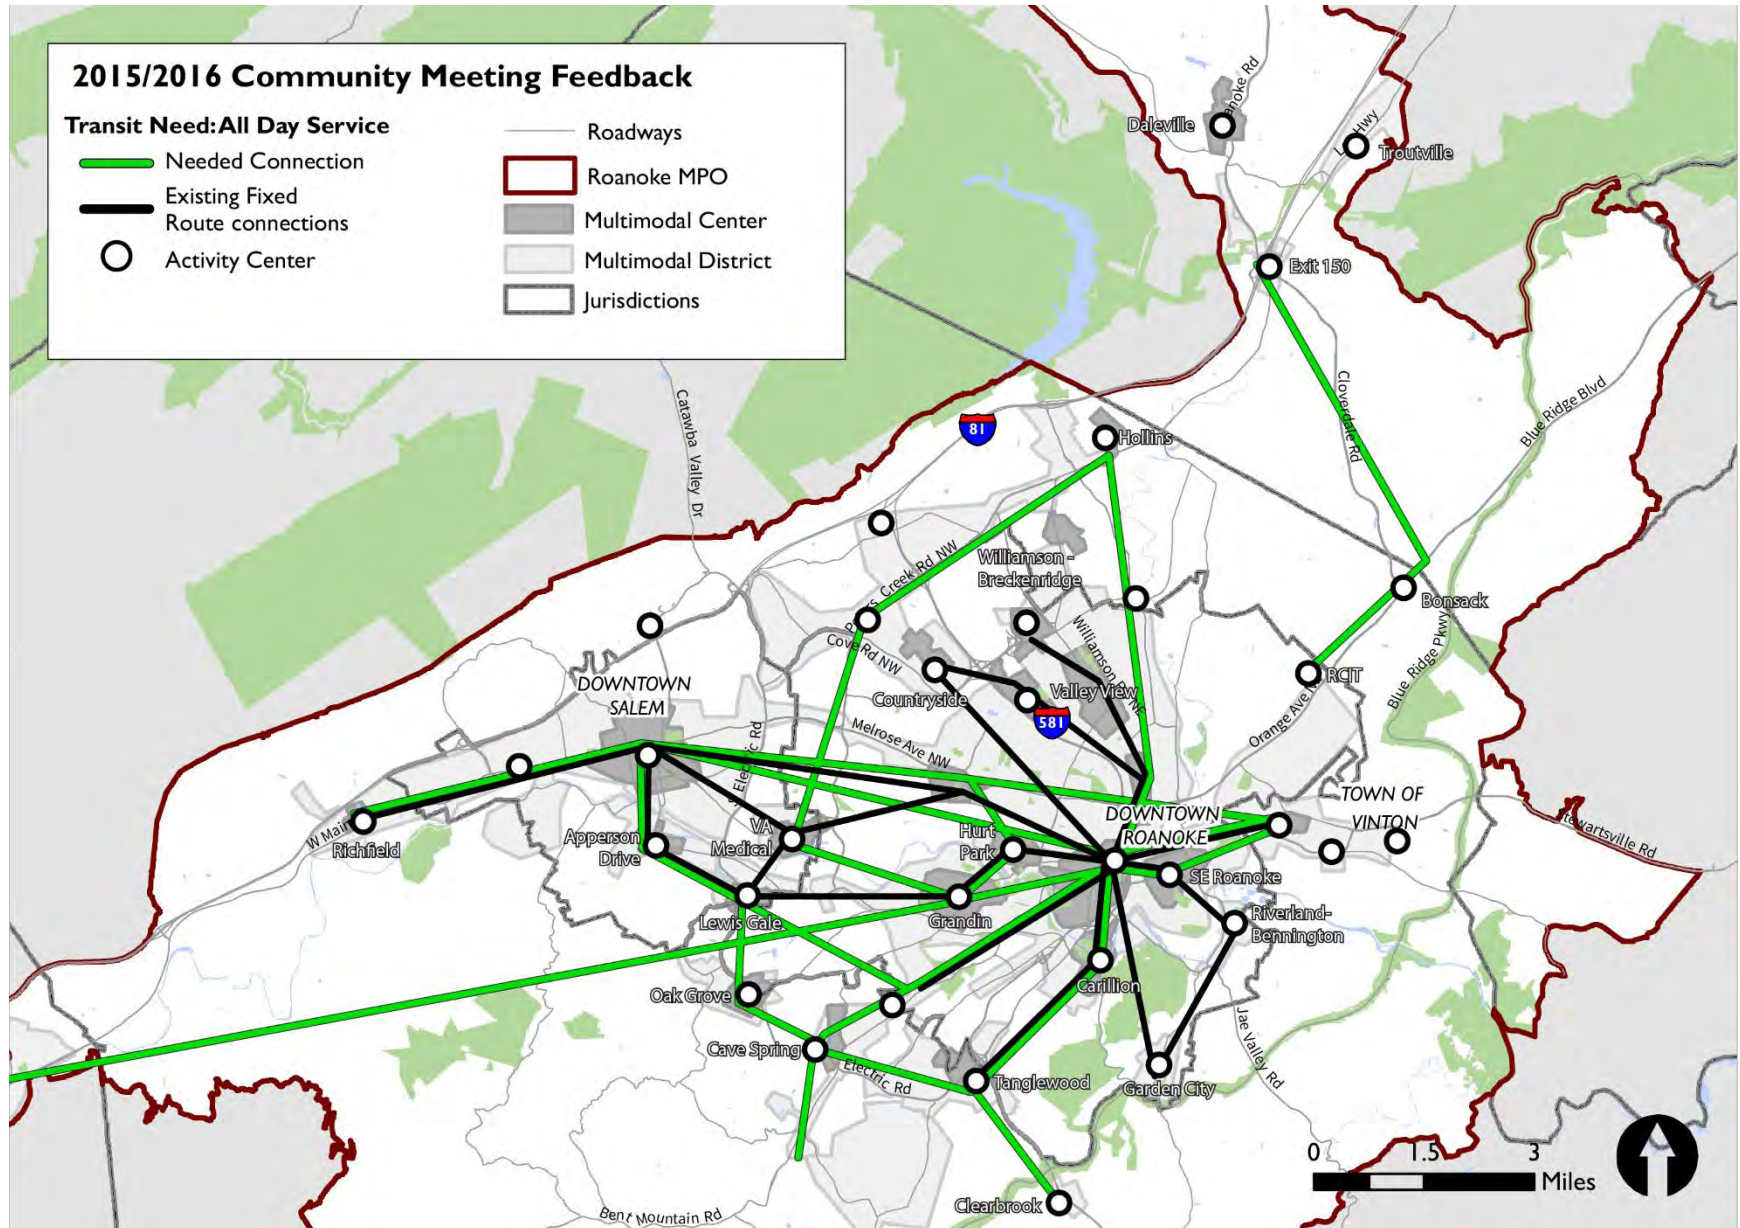 2015/2016 Community Meeting Feedback
Transit Need: All Day Service
Needed Connection
Existing Fixed
Route connections
Activity Center
Roadways
Roanoke MPO
Multimodal Center
Multimodal District
Jurisdictions
Daleville
Troutville
Exit 150
Cloverdale Rd
Blue Ridge Blvd
Catawba Valley Dr
81
Hollins
Williamson -
Breckenridge
Creek Rd NW
Cove Rd NW
Bonsack
Blue Ridge Pkwy
RCIT
Orange Ave
DOWNTOWN
SALEM
Countryside
Valley View
581
Melrose Ave NW
Electric Rd
TOWN OF
VINTON
Stewartsville Rd
W Main
Richfield
Apperson
Drive
VA
Medical
Hurt
Park
DOWNTOWN
ROANOKE
SE Roanoke
Lewis Gale
Grandin
Riverland-
Bennington
Oak Grove
Carillion
Jae Valley Rd
Cave Spring
Electric Rd
Tanglewood
Garden City
Clearbrook
Bent Mountain Rd
0 1.5 3
Miles